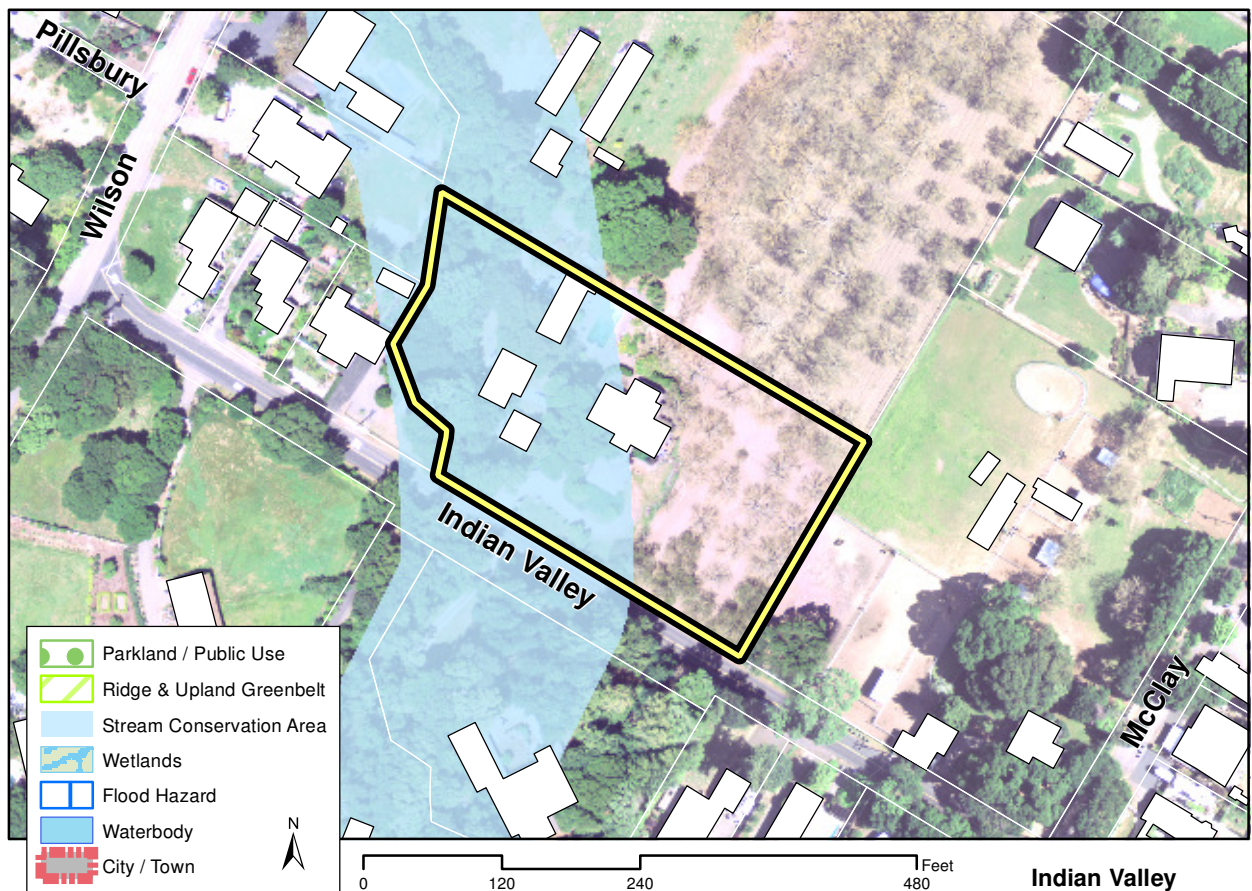 Pillsbury
Wilson
Indian Valley
McClay
Parkland / Public Use
Ridge & Upland Greenbelt
Stream Conservation Area
Wetlands
Flood Hazard
Waterbody
City / Town
N
Feet
0 120 240 480
Indian Valley